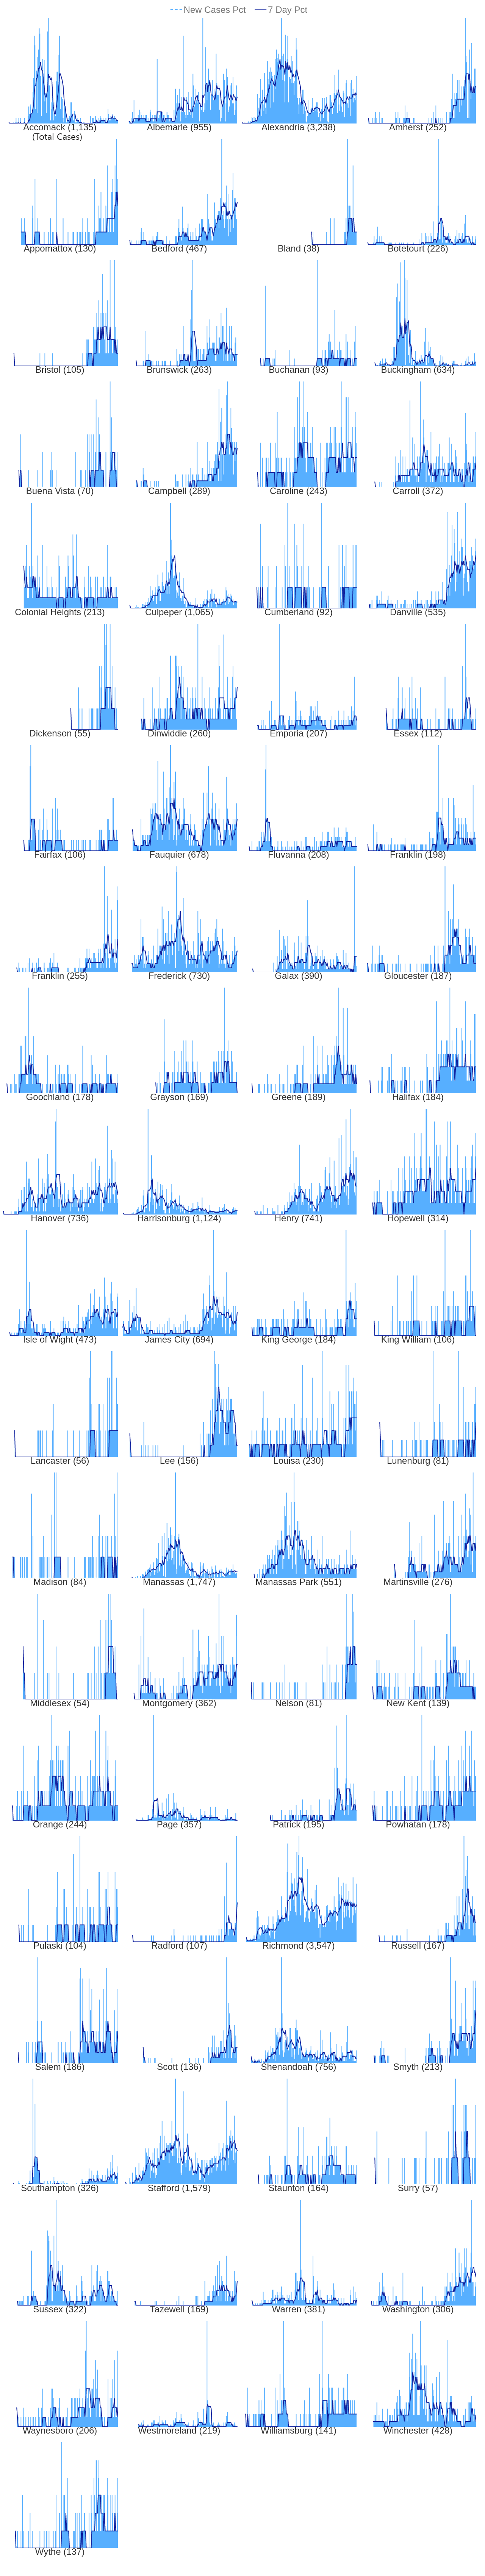 New Cases Pct 7 Day Pct
Accomack (1,135) Albemarle (955) Alexandria (3,238) Amherst (252)
(Total Cases)
Appomattox (130) Bedford (467) Bland (38) Botetourt (226)
Bristol (105) Brunswick (263) Buchanan (93) Buckingham (634)
Buena Vista (70) Campbell (289) Caroline (243) Carroll (372)
Colonial Heights (213) Culpeper (1,065) Cumberland (92) Danville (535)
Dickenson (55) Dinwiddie (260) Emporia (207) Essex (112)
Fairfax (106) Fauquier (678) Fluvanna (208) Franklin (198)
Franklin (255) Frederick (730) Galax (390) Gloucester (187)
Goochland (178) Grayson (169) Greene (189) Halifax (184)
Hanover (736) Harrisonburg (1,124) Henry (741) Hopewell (314)
Isle of Wight (473) James City (694) King George (184) King William (106)
Lancaster (56) Lee (156) Louisa (230) Lunenburg (81)
Madison (84) Manassas (1,747) Manassas Park (551) Martinsville (276)
Middlesex (54) Montgomery (362) Nelson (81) New Kent (139)
Orange (244) Page (357) Patrick (195) Powhatan (178)
Pulaski (104) Radford (107) Richmond (3,547) Russell (167)
Salem (186) Scott (136) Shenandoah (756) Smyth (213)
Southampton (326) Stafford (1,579) Staunton (164) Surry (57)
Sussex (322) Tazewell (169) Warren (381) Washington (306)
Waynesboro (206) Westmoreland (219) Williamsburg (141) Winchester (428)
Wythe (137)